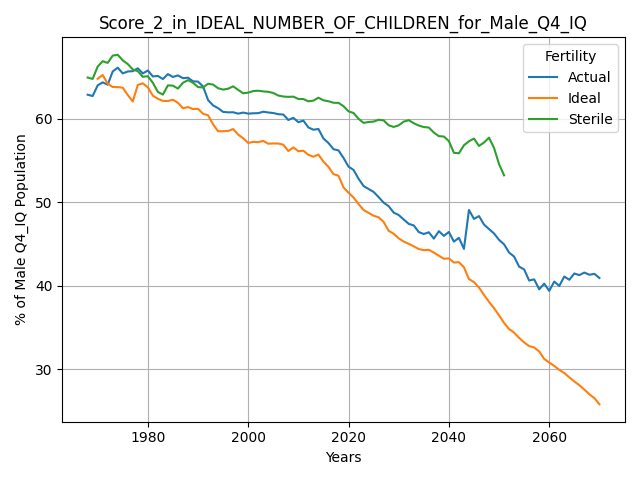 Score_2_in_IDEAL_NUMBER_OF_CHILDREN_for_Male_Q4_IQ
Fertility
Actual
Ideal
Sterile
% of Male Q4_IQ Population
60
50
40
30
1980
2000
2020
2040
2060
Years